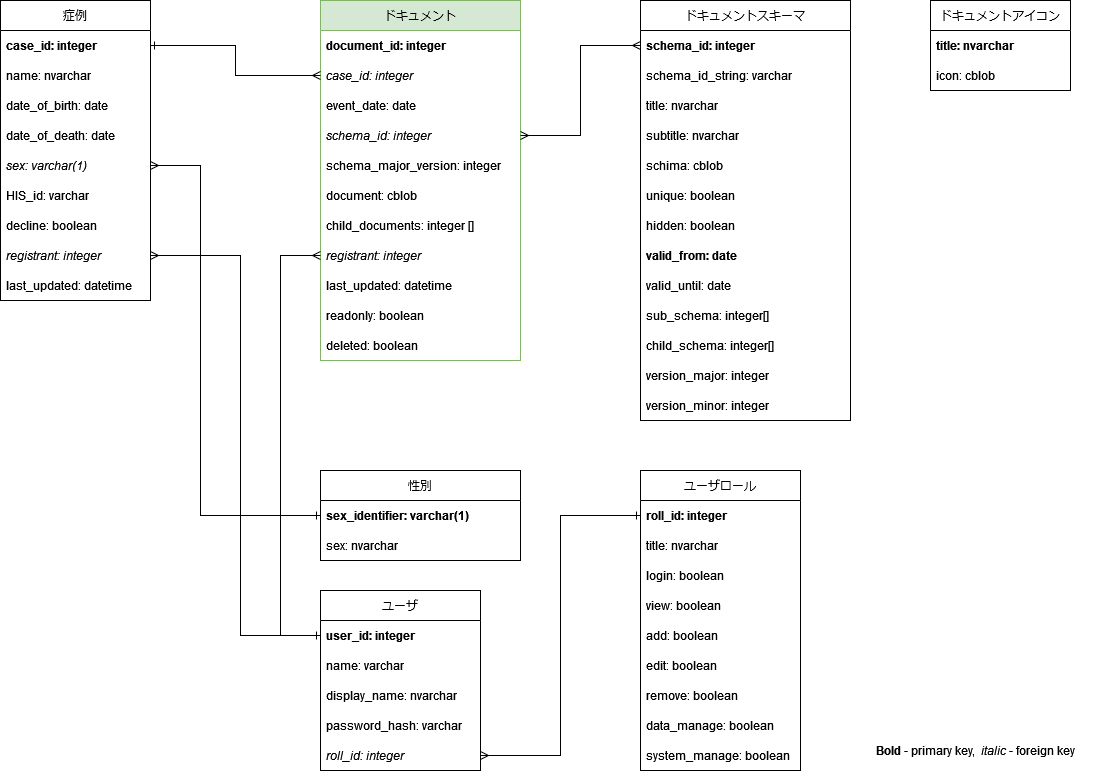 症例
case_id: integer
name: nvarchar
date_of_birth: date
date_of_death: date
sex: varchar(1)
HIS_id: varchar
decline: boolean
registrant: integer
last_updated: datetime
ドキュメント
document_id: integer
case_id: integer
event_date: date
schema_id: integer
schema_major_version: integer
document: cblob
child_documents: integer []
registrant: integer
last_updated: datetime
readonly: boolean
deleted: boolean
ドキュメントスキーマ
schema_id: integer
schema_id_string: varchar
title: nvarchar
subtitle: nvarchar
schima: cblob
unique: boolean
hidden: boolean
valid_from: date
valid_until: date
sub_schema: integer[]
child_schema: integer[]
version_major: integer
version_minor: integer
ドキュメントアイコン
title: nvarchar
icon: cblob
性別
sex_identifier: varchar(1)
sex: nvarchar
ユーザ
user_id: integer
name: varchar
display_name: nvarchar
password_hash: varchar
roll_id: integer
ユーザロール
roll_id: integer
title: nvarchar
login: boolean
view: boolean
add: boolean
edit: boolean
remove: boolean
data_manage: boolean
system_manage: boolean
Bold - primary key, italic - foreign key